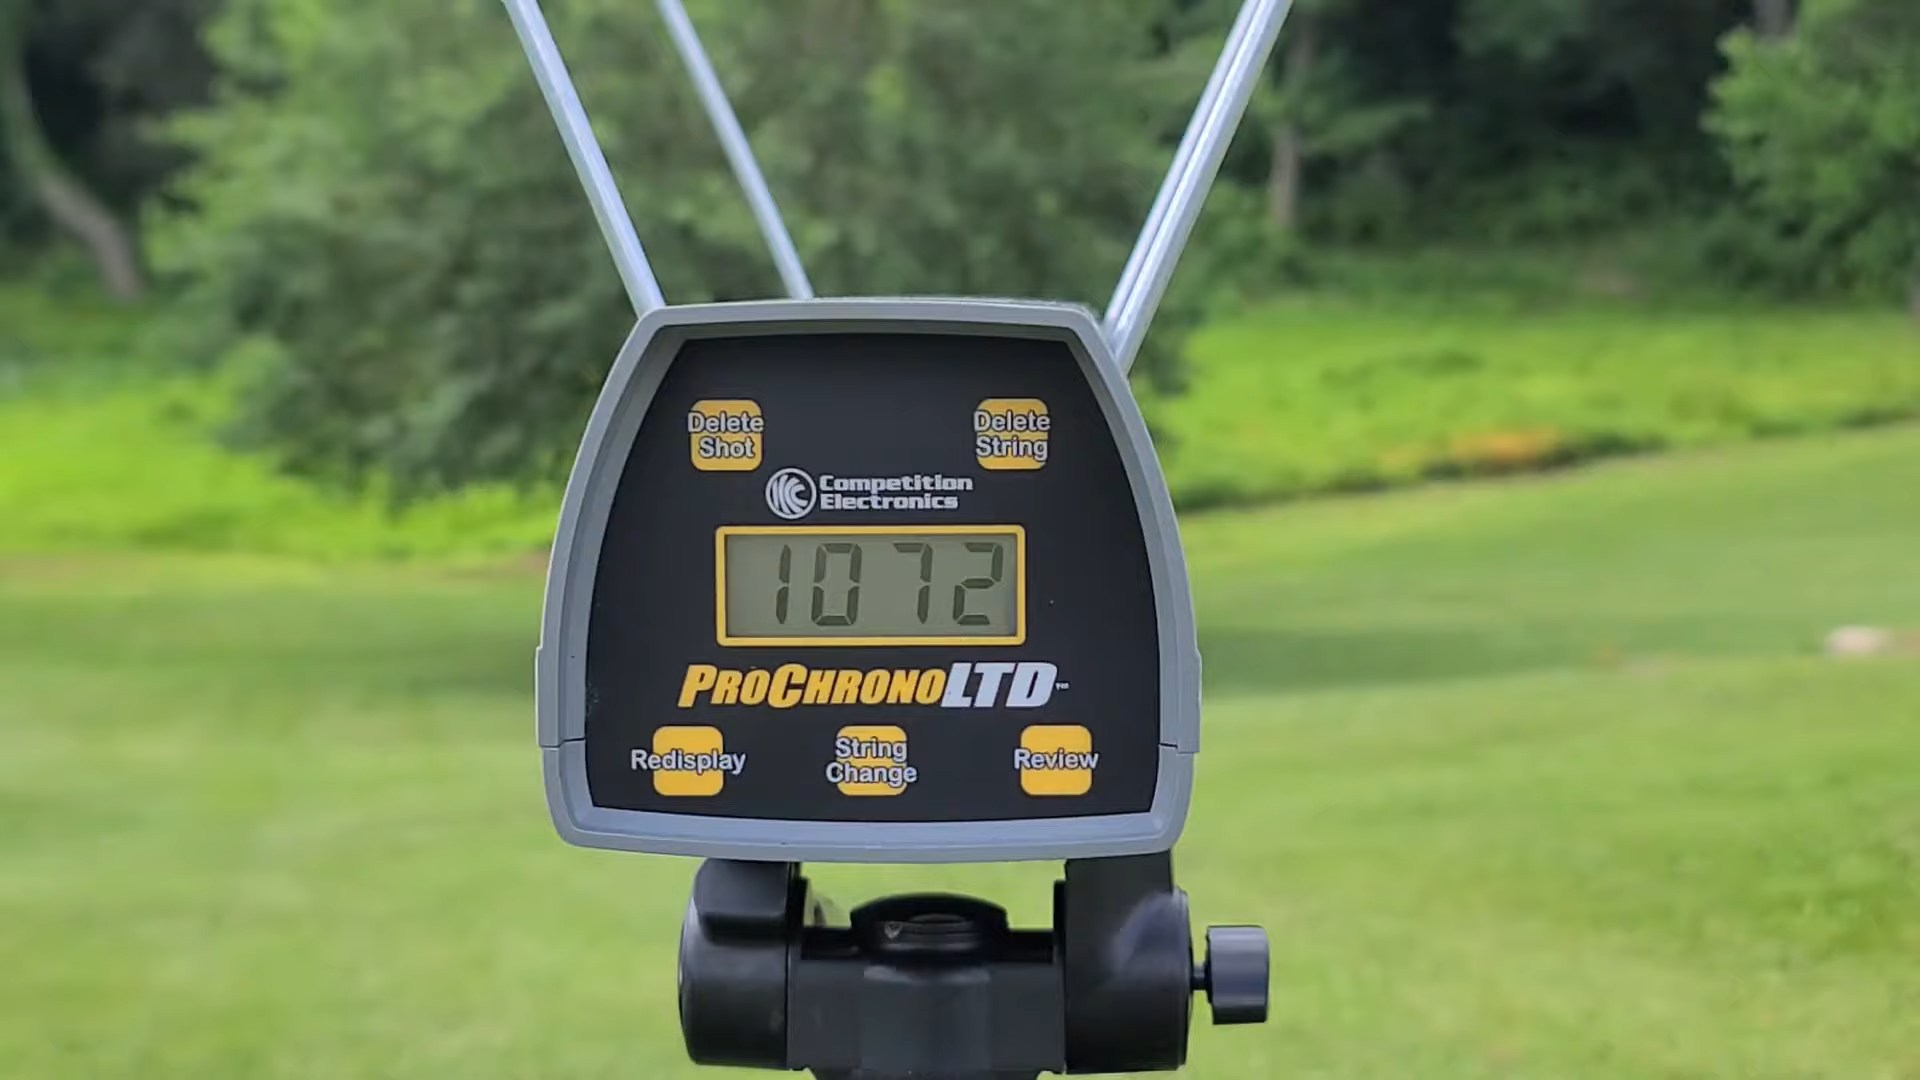 Delete
Shot
Delete
String
Competition
Electronics
1072
PROCHRONOLTD™
Redisplay
String
Change
Review